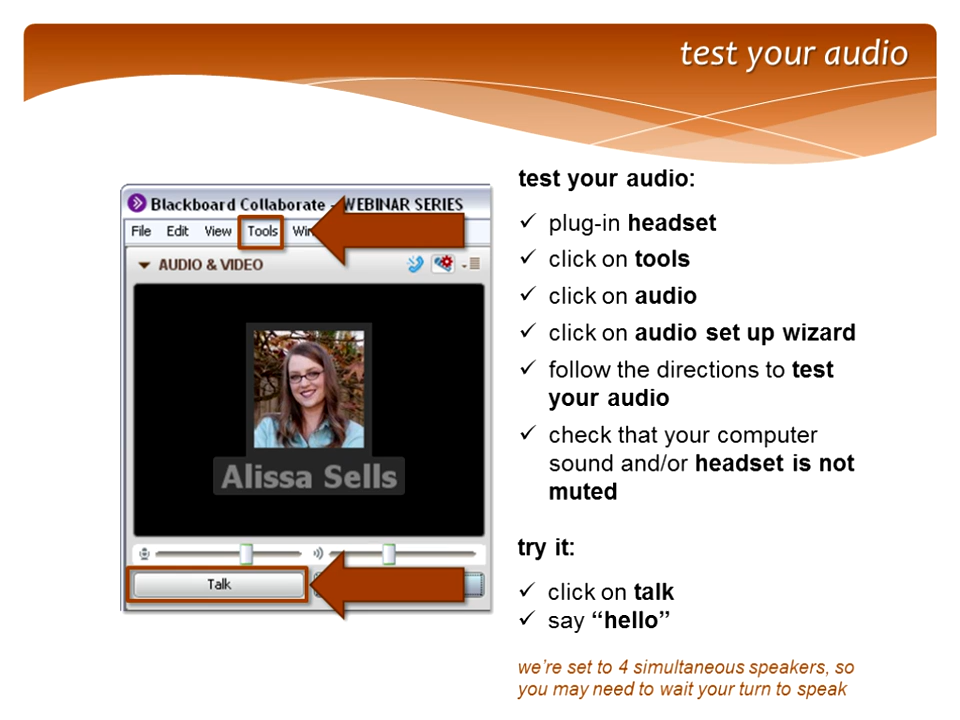 test your audio
test your audio:
✓ plug-in headset
✓ click on tools
✓ click on audio
✓ click on audio set up wizard
✓ follow the directions to test
your audio
✓ check that your computer
sound and/or headset is not
muted
try it:
✓ click on talk
✓ say “hello”
we’re set to 4 simultaneous speakers, so
you may need to wait your turn to speak
Blackboard Collaborate - WEBINAR SERIES
File Edit View Tools
AUDIO & VIDEO
Alissa Sells
Talk